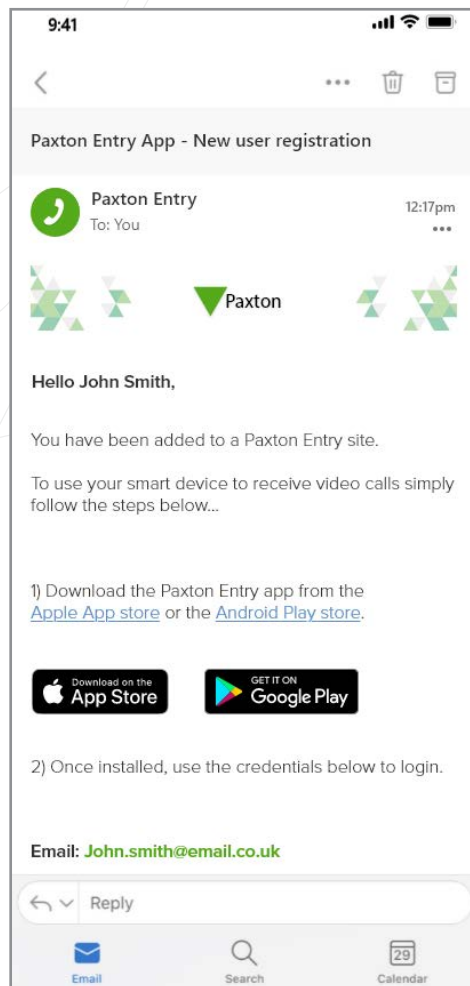 9:41
Paxton Entry App - New user registration
Paxton Entry
12:17pm
To: You
Paxton
Hello John Smith,
You have been added to a Paxton Entry site.
To use your smart device to receive video calls simply
follow the steps below...
1) Download the Paxton Entry app from the
Apple App store or the Android Play store.
Download on the
App Store
GET IT ON
Google Play
2) Once installed, use the credentials below to login.
Email: John.smith@email.co.uk
Reply
29
Email
Search
Calendar